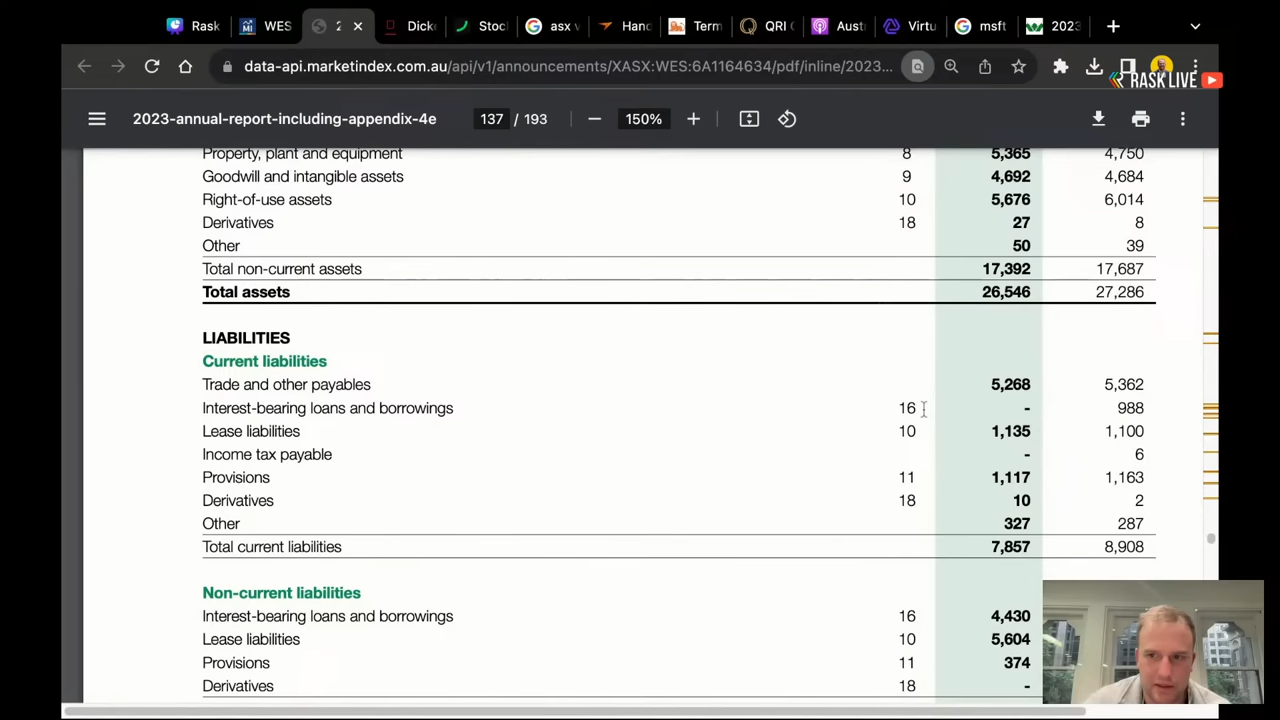 Rask
WES
2
Dick
Stoc
asx v
Hand
Term
QRI
Aust
Virtu
msft
2023
data-api.marketindex.com.au/api/v1/announcements/XASX:WES:6A1164634/pdf/inline/2023...
RASK LIVE
2023-annual-report-including-appendix-4e
137 / 193
150%
Property, plant and equipment 8 5,365 4,750
Goodwill and intangible assets 9 4,692 4,684
Right-of-use assets 10 5,676 6,014
Derivatives 18 27 8
Other 50 39
Total non-current assets 17,392 17,687
Total assets 26,546 27,286
LIABILITIES
Current liabilities
Trade and other payables 5,268 5,362
Interest-bearing loans and borrowings 16 - 988
Lease liabilities 10 1,135 1,100
Income tax payable - 6
Provisions 11 1,117 1,163
Derivatives 18 10 2
Other 327 287
Total current liabilities 7,857 8,908
Non-current liabilities
Interest-bearing loans and borrowings 16 4,430
Lease liabilities 10 5,604
Provisions 11 374
Derivatives 18 -